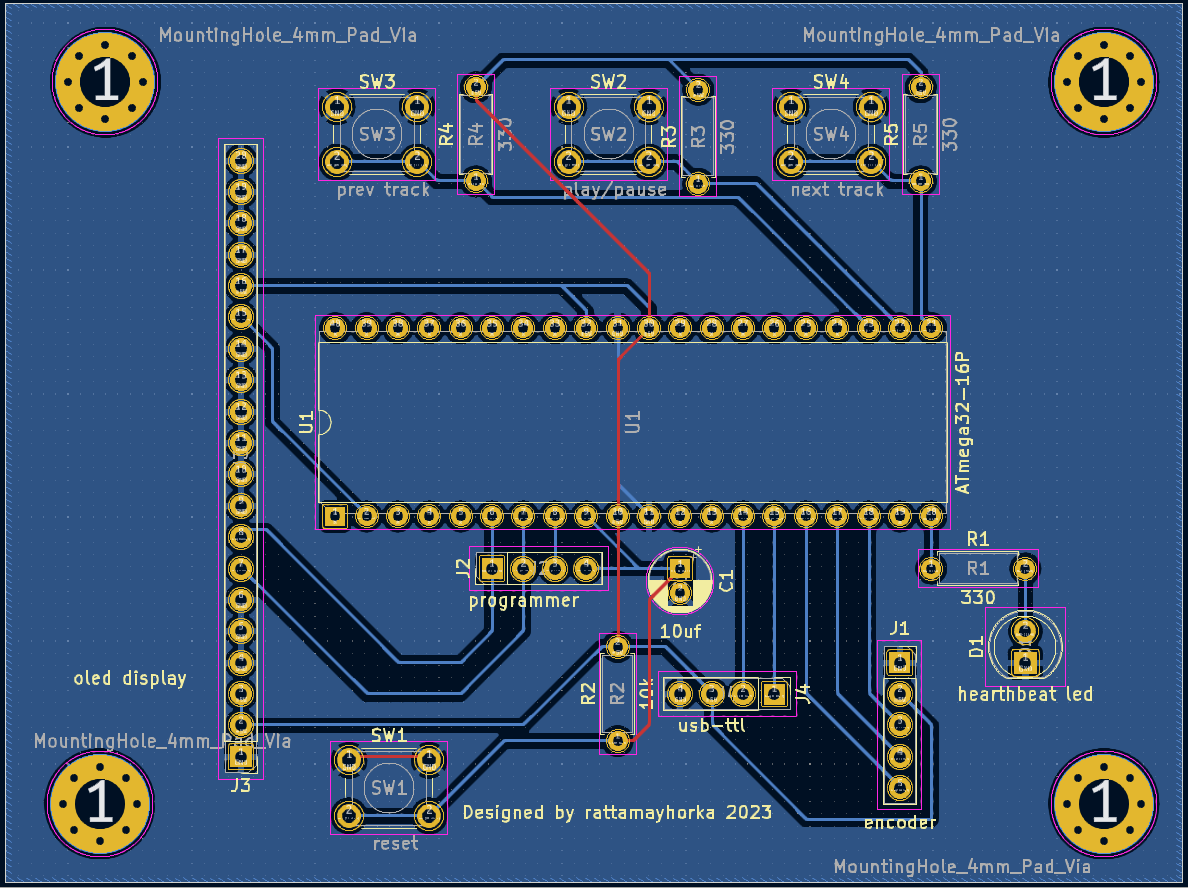 MountingHole_4mm_Pad_Via
MountingHole_4mm_Pad_Via
1
1
SW3
SW2
SW4
SW3
R4
R4
330
SW2
R3
R3
330
SW4
R5
R5
330
prev track
play/pause
next track
U1
U1
ATmega32-16P
J2
programmer
C1
10uf
R1
R1
330
J1
D1
hearthbeat led
oled display
R2
R2
10k
J4
usb-ttl
MountingHole_4mm_Pad_Via
SW1
SW1
J3
reset
Designed by rattamayhorka 2023
encoder
1
1
MountingHole_4mm_Pad_Via